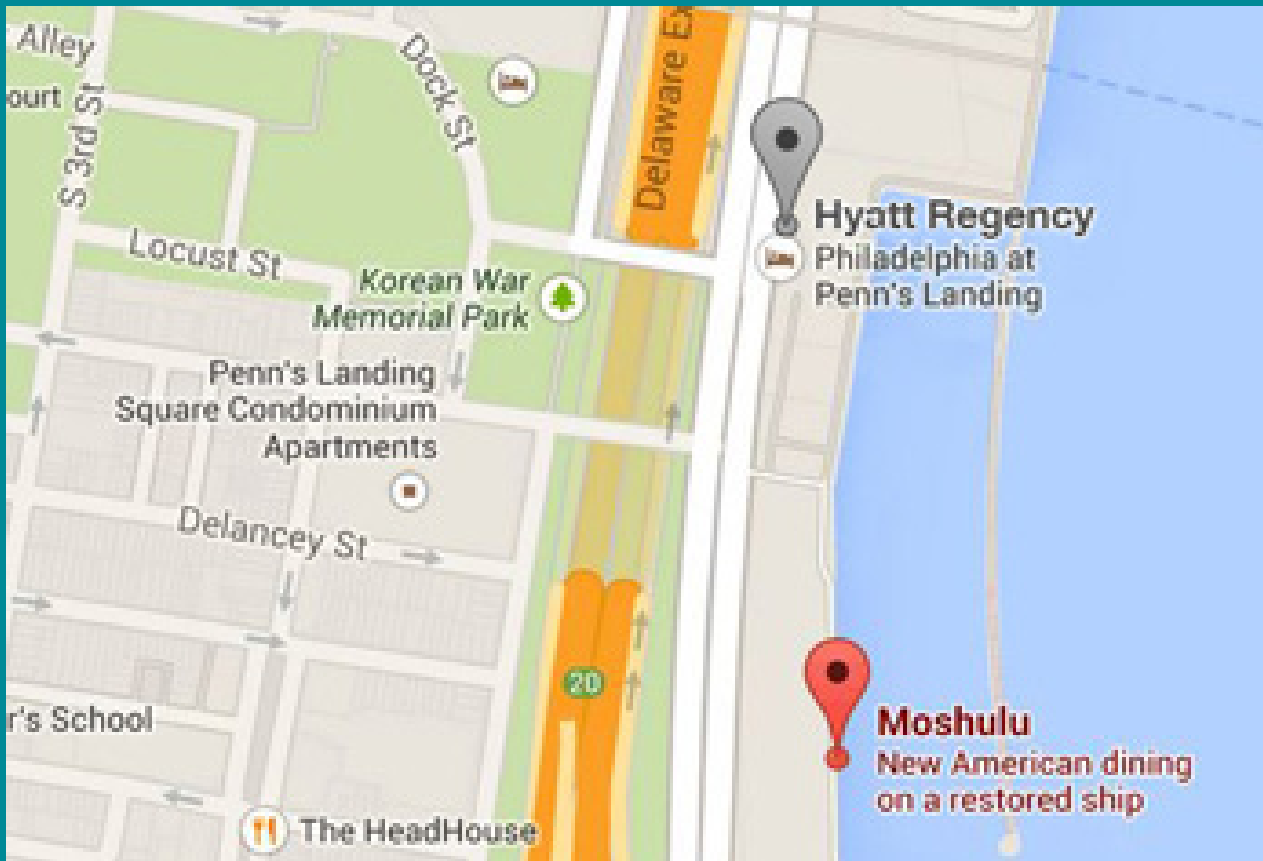 Alley
ourt
S 3rd St
Dock St
Delaware Ex
Hyatt Regency
Philadelphia at
Penn's Landing
Locust St
Korean War
Memorial Park
Penn's Landing
Square Condominium
Apartments
Delancey St
20
r's School
Moshulu
New American dining
on a restored ship
The HeadHouse